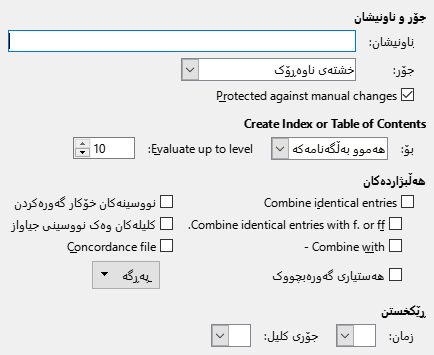 جۆر و ناونیشان
ناونیشان:
جۆر: خشتەی ناوەڕۆک
Protected against manual changes
Create Index or Table of Contents
بۆ: هەموو بەڵگەنامەکە Evaluate up to level: 10
هەڵبژاردەکان
Combine identical entries نووسینەکان خۆکار گەورەکردن
Combine identical entries with f. or ff. کلیلەکان وەک نووسینی جیاواز
Combine with - Concordance file
هەستیاری گەورەبچووک پەڕگە
ڕێکخستن
زمان: جۆری کلیل: